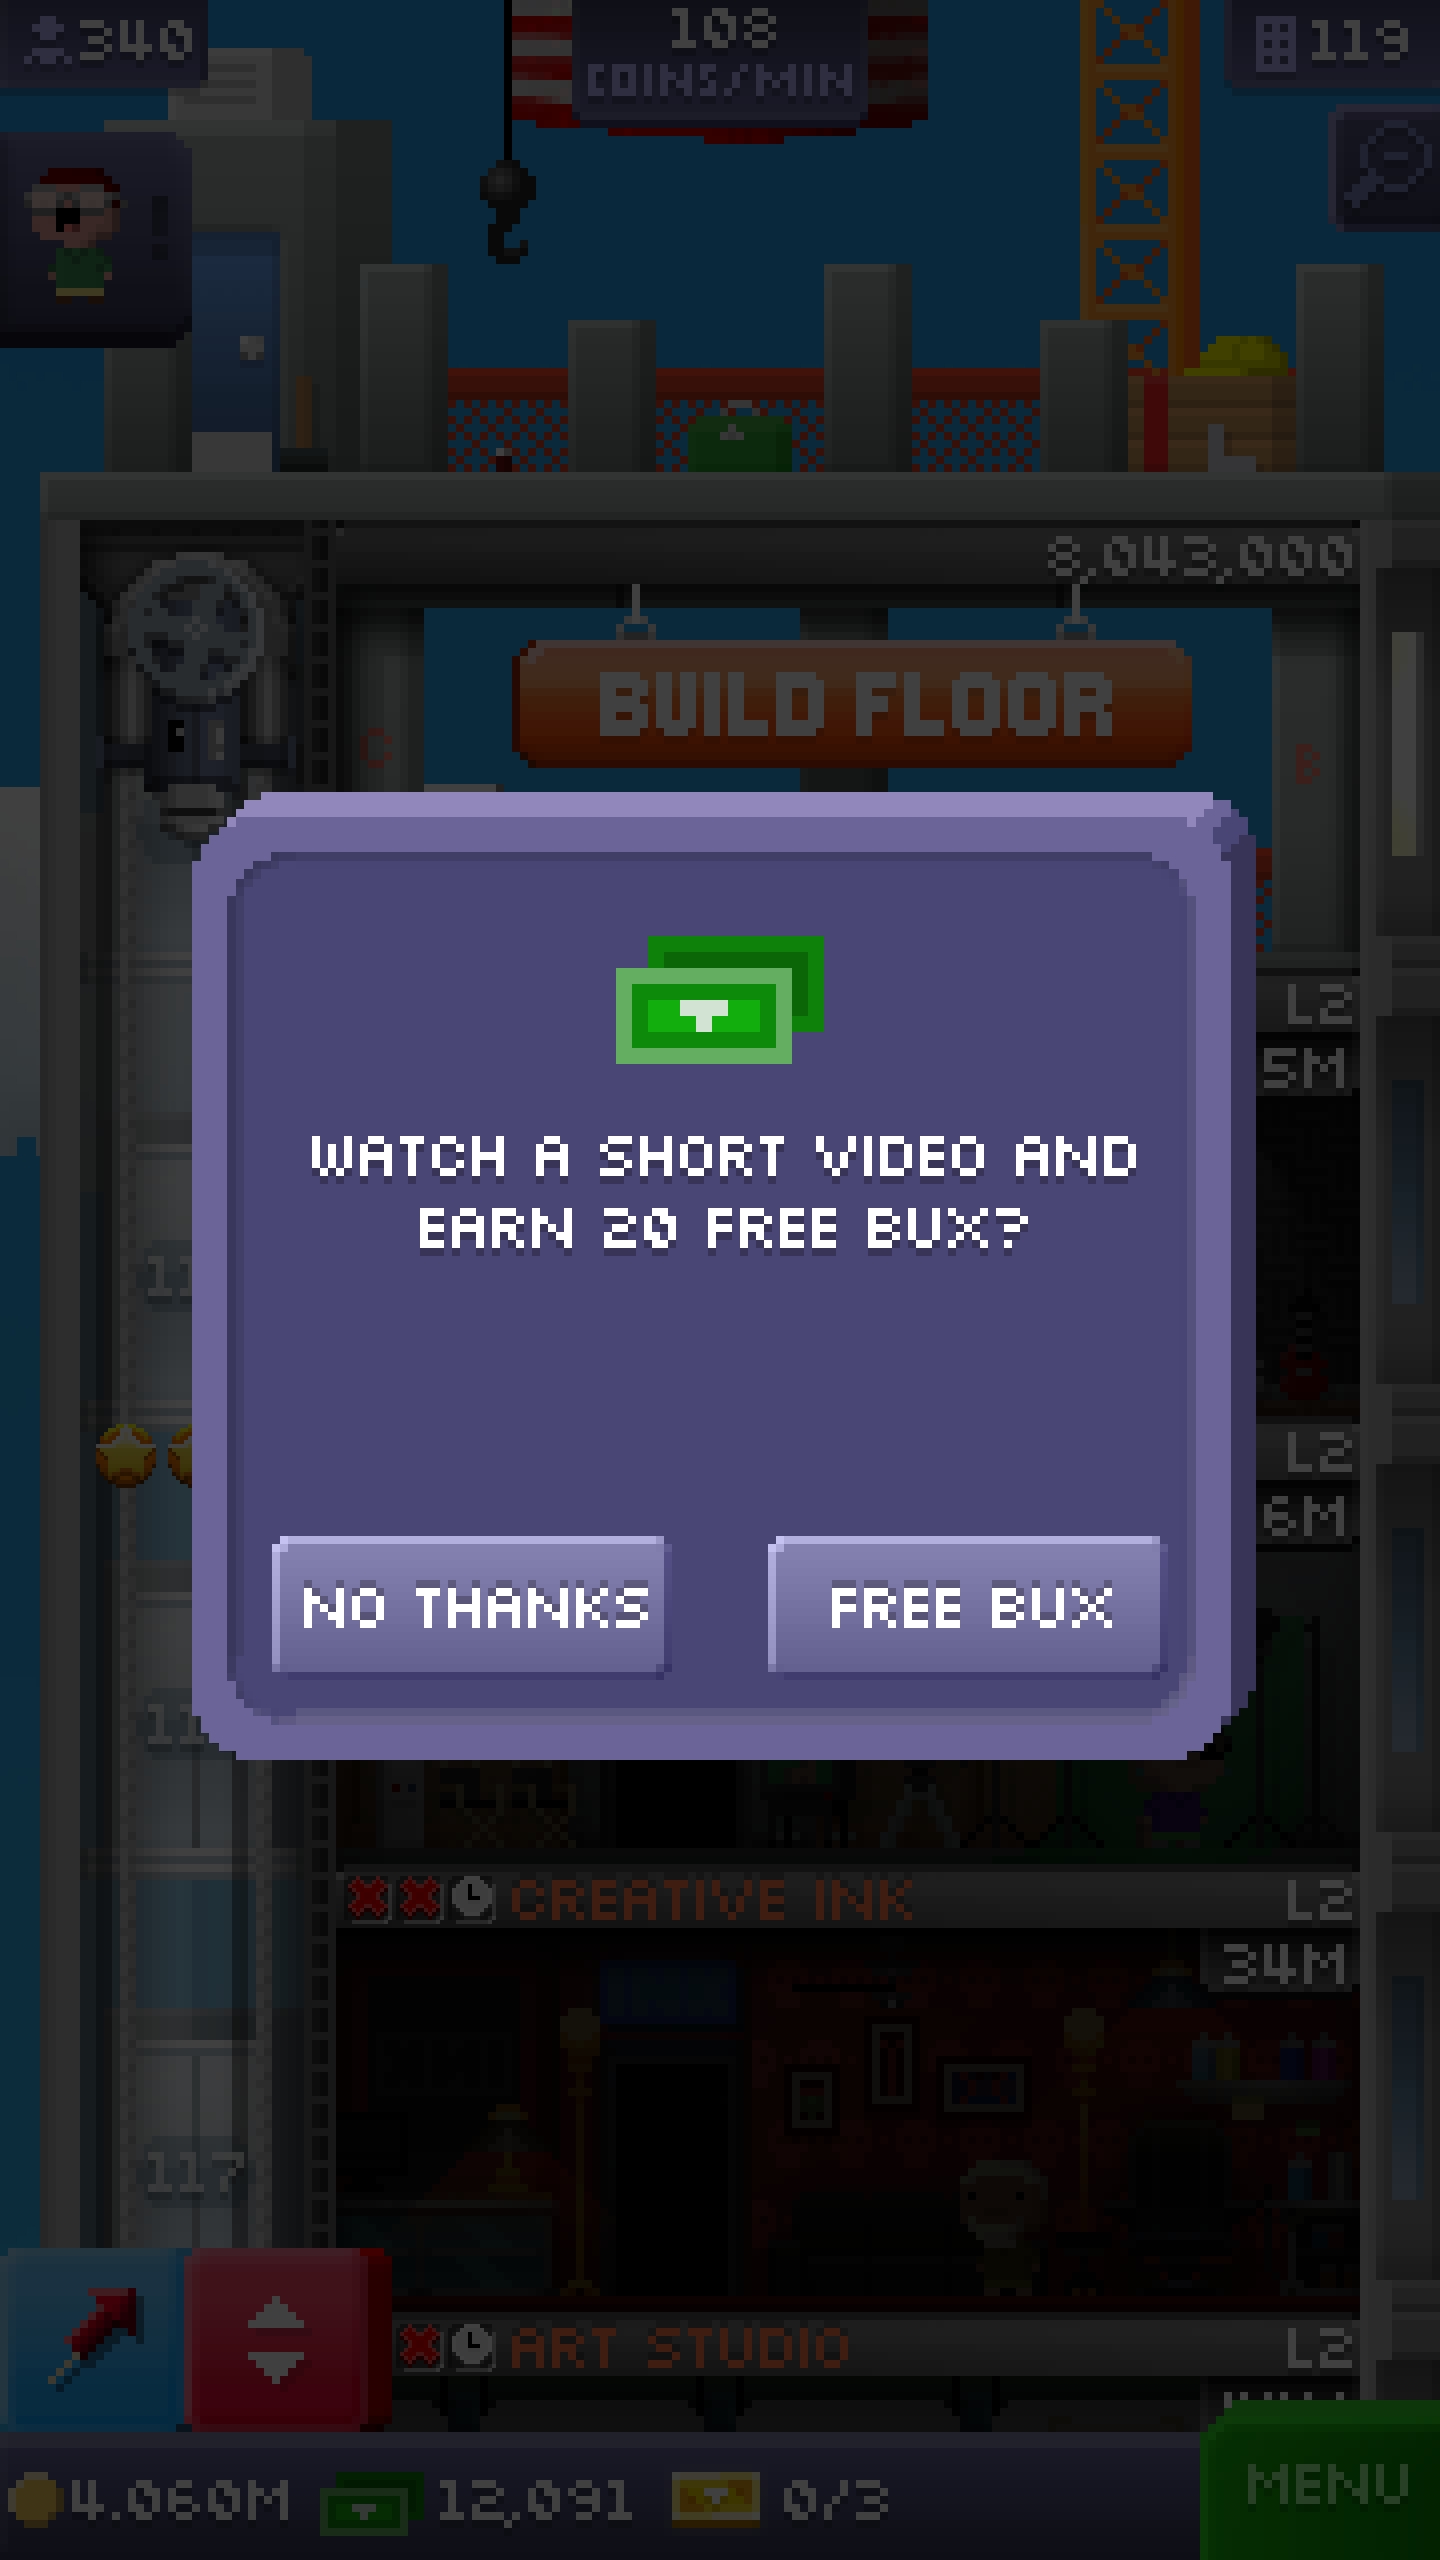 340
108
COINS/MIN
119
8,043,000
BUILD FLOOR
C
B
L2
5M
WATCH A SHORT VIDEO AND
EARN 20 FREE BUX?
L2
6M
NO THANKS
FREE BUX
CREATIVE INK
L2
34M
117
ART STUDIO
L2
4.060M
12,091
0/3
MENU